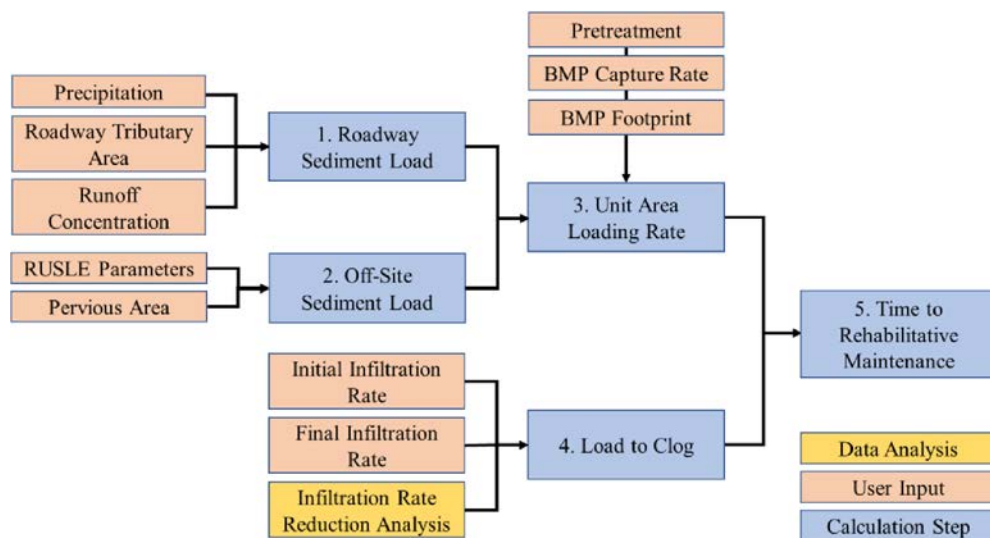 Pretreatment
BMP Capture Rate
BMP Footprint
Precipitation
Roadway Tributary
Area
Runoff
Concentration
1. Roadway
Sediment Load
RUSLE Parameters
Pervious Area
2. Off-Site
Sediment Load
3. Unit Area
Loading Rate
Initial Infiltration
Rate
Final Infiltration
Rate
Infiltration Rate
Reduction Analysis
4. Load to Clog
5. Time to
Rehabilitative
Maintenance
Data Analysis
User Input
Calculation Step